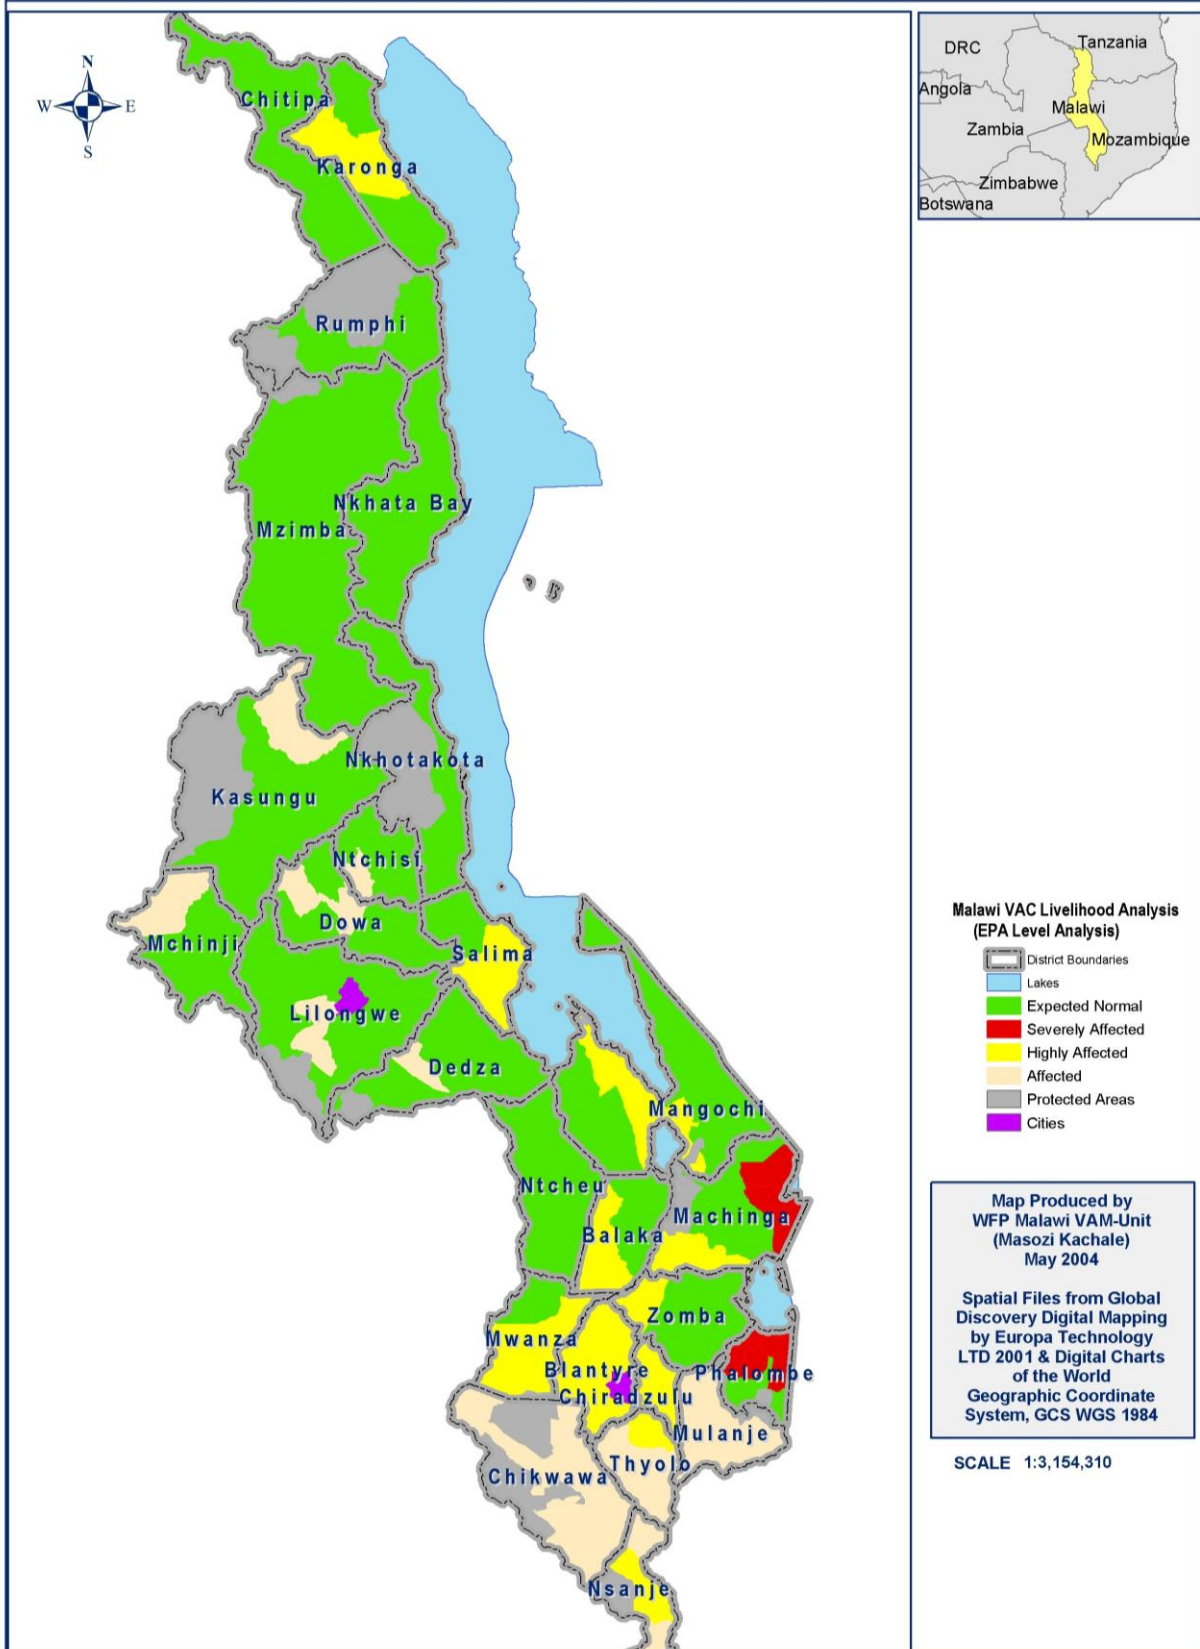 N
W E
S
Chitipa
Karonga
Rumphi
Nkhata Bay
Mzimba
Nkhotakota
Kasungu
Ntchisi
Dowa
Mchinji
Salima
Lilongwe
Dedza
Mangochi
Ntcheu
Machinga
Balaka
Zomba
Mwanza
Blantyre
Phalombe
Chiradzulu
Mulanje
Thyolo
Chikwawa
Nsanje
DRC
Tanzania
Angola
Malawi
Zambia
Mozambique
Zimbabwe
Botswana
Malawi VAC Livelihood Analysis
(EPA Level Analysis)
District Boundaries
Lakes
Expected Normal
Severely Affected
Highly Affected
Affected
Protected Areas
Cities
Map Produced by
WFP Malawi VAM-Unit
(Masozi Kachale)
May 2004
Spatial Files from Global
Discovery Digital Mapping
by Europa Technology
LTD 2001 & Digital Charts
of the World
Geographic Coordinate
System, GCS WGS 1984
SCALE 1:3,154,310